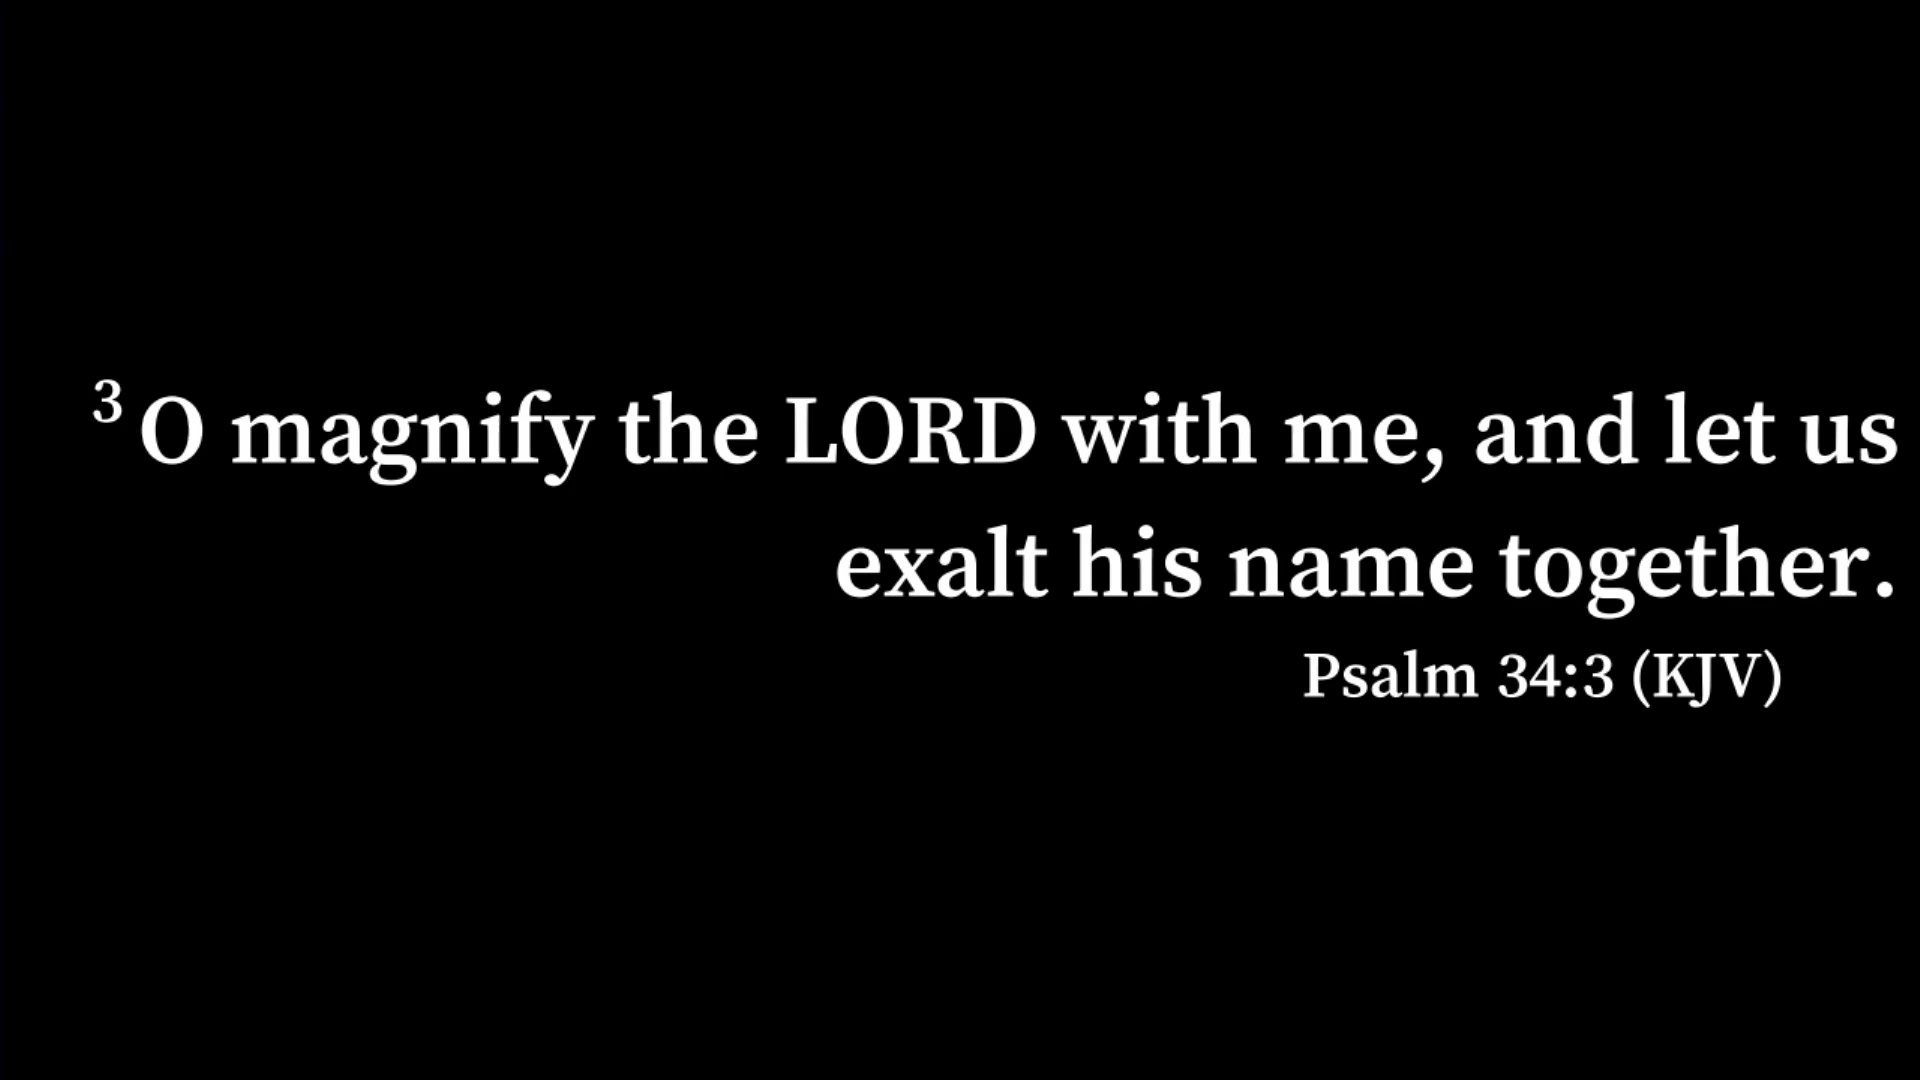 3 O magnify the LORD with me, and let us
exalt his name together.
Psalm 34:3 (KJV)